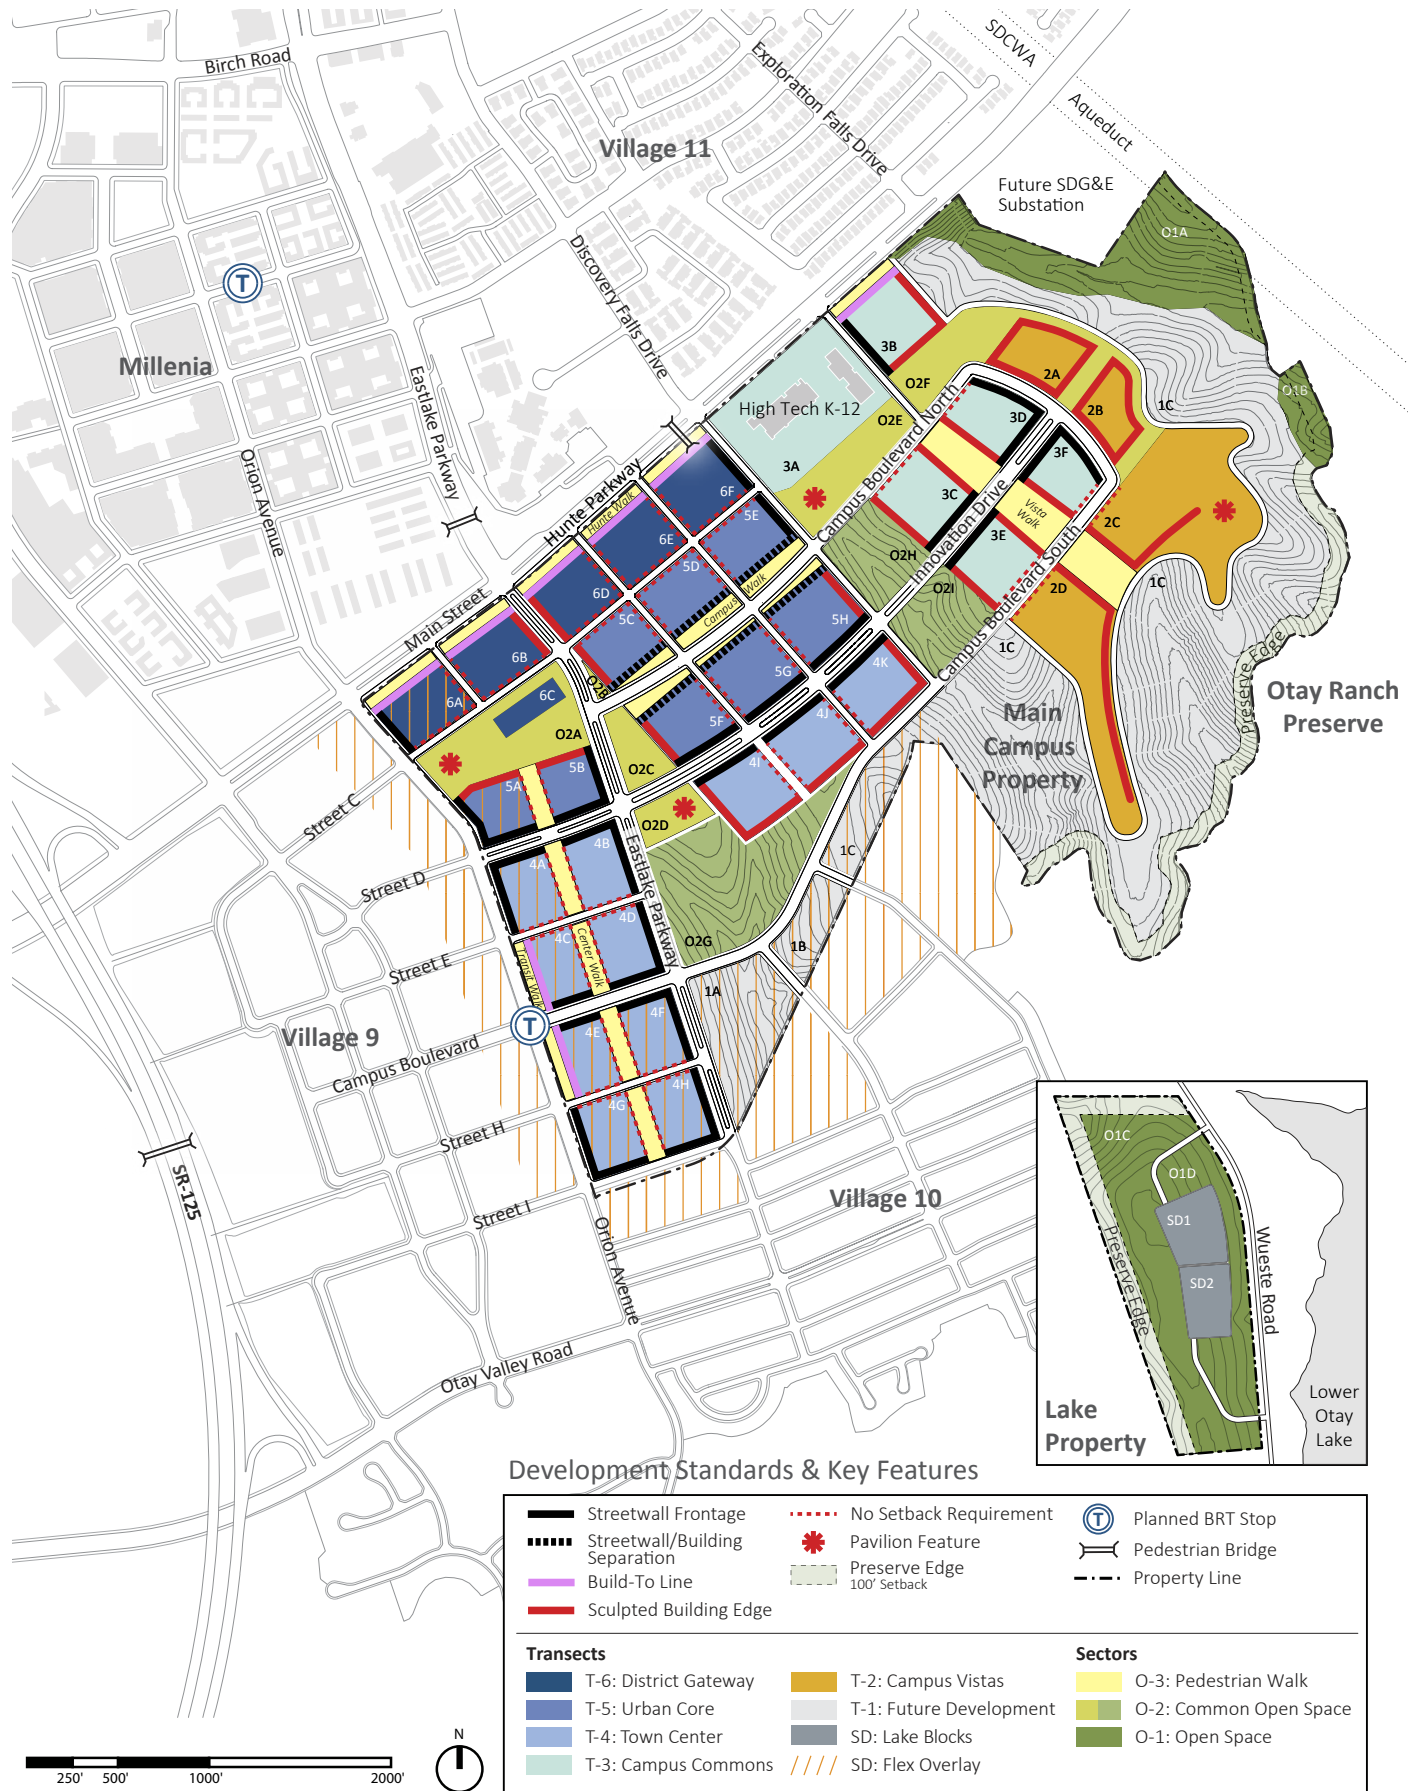 Birch Road
Exploration Falls Drive
SDCWA
Aqueduct
Village 11
Future SDG&E
Substation
O1A
Discovery Falls Drive
Millenia
T
Eastlake Parkway
Orion Avenue
High Tech K-12
3B
O2F
O2E
3A
2A
2B
1C
O1B
3D
3F
3C
Campus Boulevard North
Innovation Drive
Vista
Walk
2C
3E
O2H
O2I
Campus Boulevard South
2D
1C
1C
Hunte Parkway
Hunte Walk
6F
5E
6E
5D
6D
5C
Campus Walk
5H
5G
5F
Main Street
6B
6A
6C
O2B
O2A
O2C
O2D
5B
5A
4K
4J
4I
Main
Campus
Property
Preserve Edge
Preserve Edge
Otay Ranch
Preserve
Street C
Street D
Street E
4B
4A
4D
4C
Center Walk
Transit Walk
Eastlake Parkway
O2G
1C
1B
1A
Village 9
Campus Boulevard
T
4F
4E
4H
4G
Street H
Street I
SR-125
Orion Avenue
Village 10
Otay Valley Road
O1C
O1D
SD1
SD2
Preserve Edge
Wueste Road
Lake
Property
Lower
Otay
Lake
Development Standards & Key Features
Streetwall Frontage
Streetwall/Building
Separation
Build-To Line
Sculpted Building Edge
No Setback Requirement
Pavilion Feature
Preserve Edge
100' Setback
T
Planned BRT Stop
Pedestrian Bridge
Property Line
Transects
T-6: District Gateway
T-5: Urban Core
T-4: Town Center
T-3: Campus Commons
T-2: Campus Vistas
T-1: Future Development
SD: Lake Blocks
SD: Flex Overlay
Sectors
O-3: Pedestrian Walk
O-2: Common Open Space
O-1: Open Space
N
250' 500' 1000' 2000'